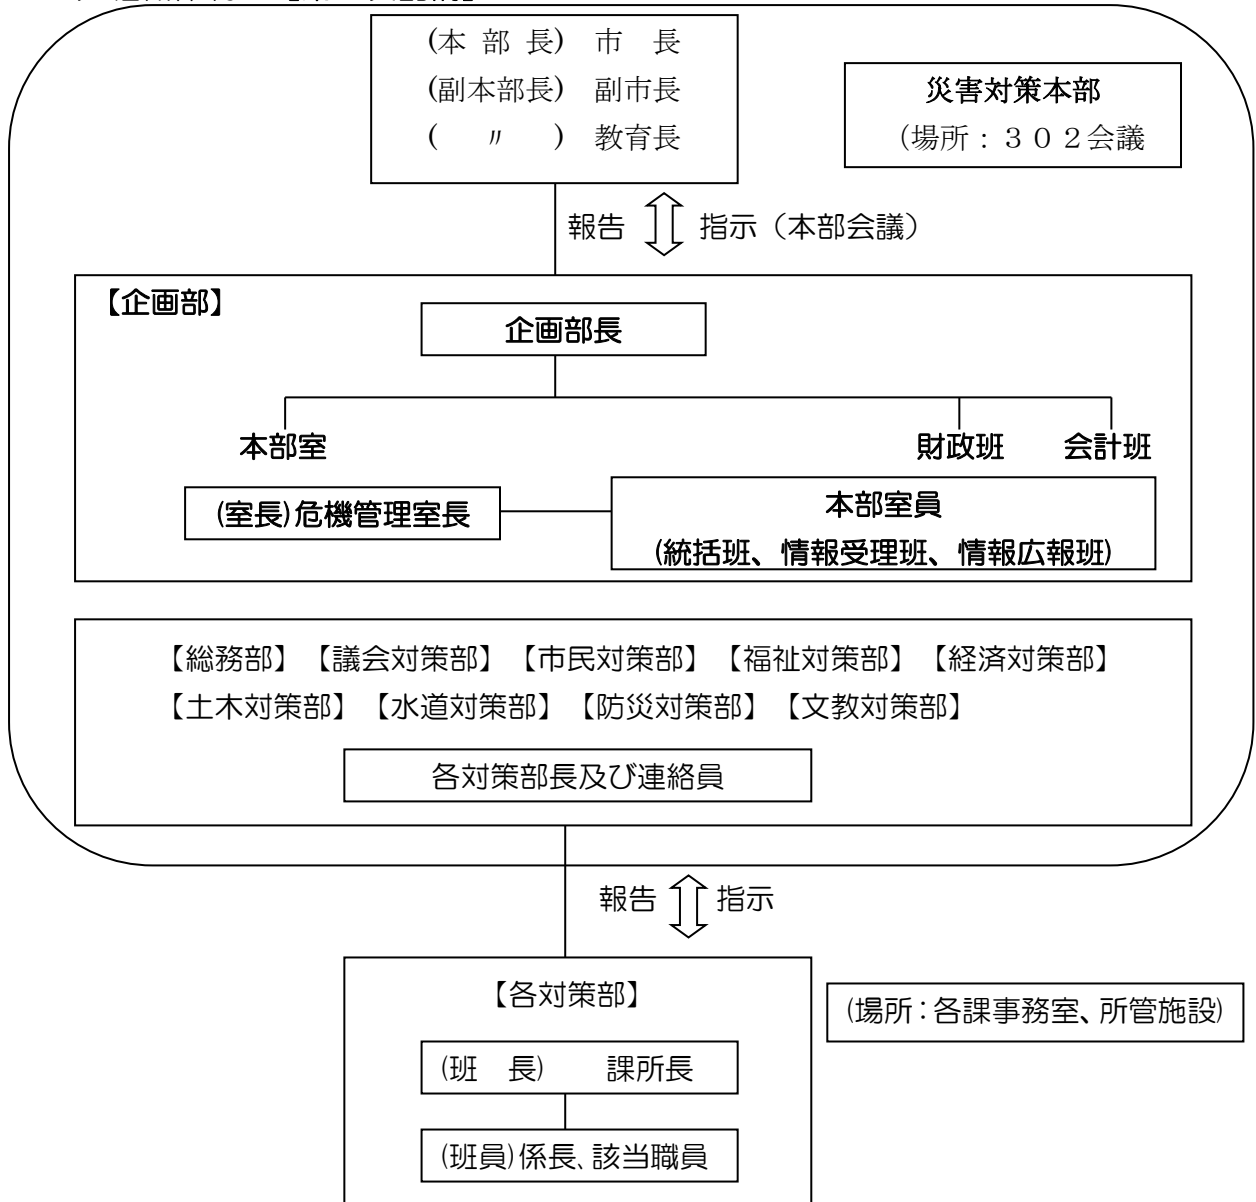 (本 部 長) 市 長
(副本部長) 副市長
( 〃 ) 教育長
災害対策本部
(場所：３０２会議
報告 指示（本部会議）
【企画部】
企画部長
本部室 財政班 会計班
(室長)危機管理室長
本部室員
(統括班、情報受理班、情報広報班)
【総務部】【議会対策部】【市民対策部】【福祉対策部】【経済対策部】
【土木対策部】【水道対策部】【防災対策部】【文教対策部】
各対策部長及び連絡員
報告 指示
【各対策部】
(場所：各課事務室、所管施設)
(班 長) 課所長
(班員)係長、該当職員